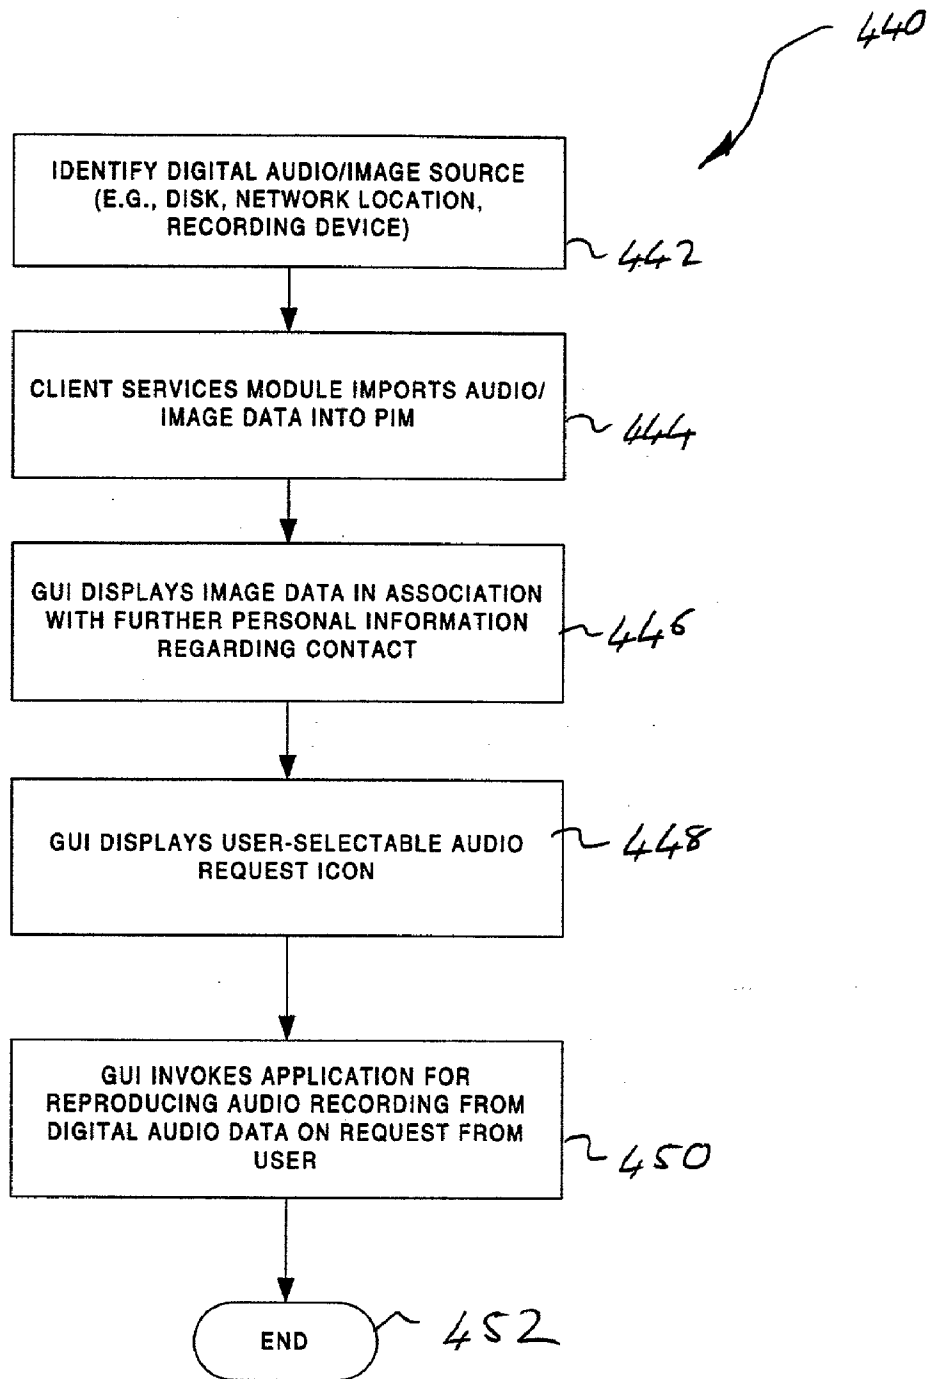 440
IDENTIFY DIGITAL AUDIO/IMAGE SOURCE
(E.G., DISK, NETWORK LOCATION,
RECORDING DEVICE)
442
CLIENT SERVICES MODULE IMPORTS AUDIO/
IMAGE DATA INTO PIM
444
GUI DISPLAYS IMAGE DATA IN ASSOCIATION
WITH FURTHER PERSONAL INFORMATION
REGARDING CONTACT
446
GUI DISPLAYS USER-SELECTABLE AUDIO
REQUEST ICON
448
GUI INVOKES APPLICATION FOR
REPRODUCING AUDIO RECORDING FROM
DIGITAL AUDIO DATA ON REQUEST FROM
USER
450
END
452